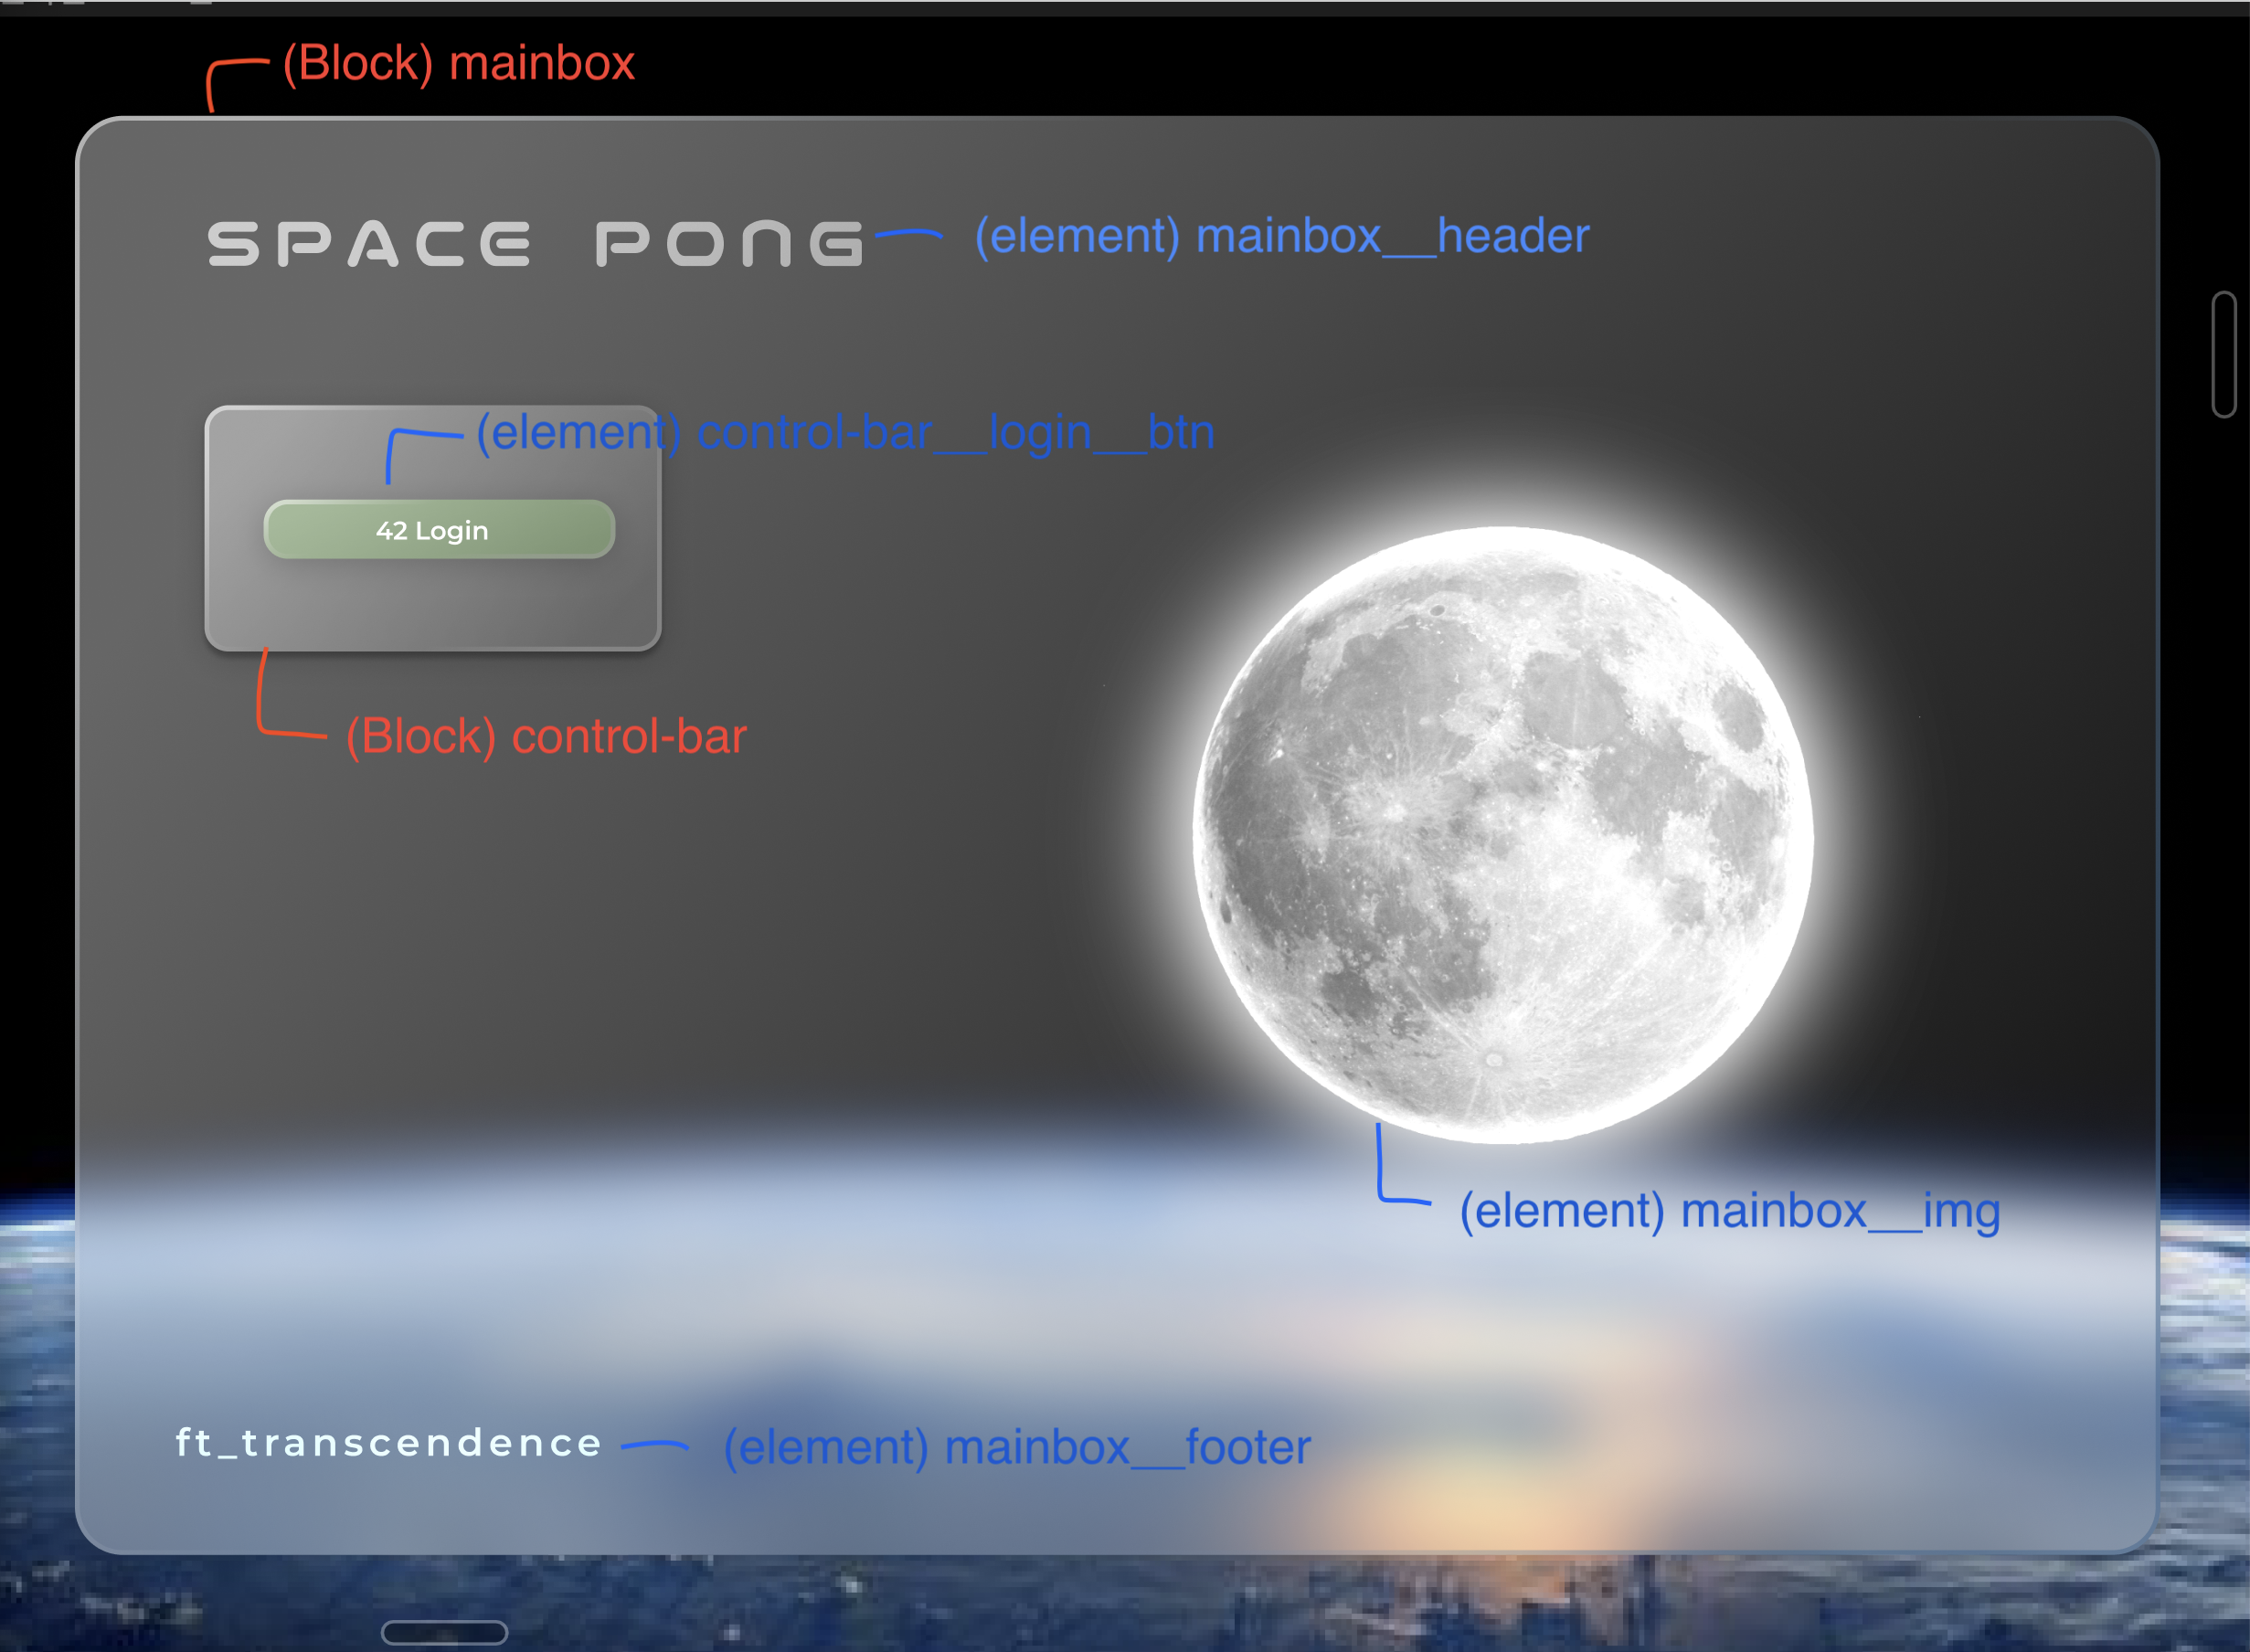 (Block) mainbox
SPACE PONG
(element) mainbox__header
(element) control-bar__login__btn
42 Login
(Block) control-bar
(element) mainbox__img
ft_transcendence
(element) mainbox__footer